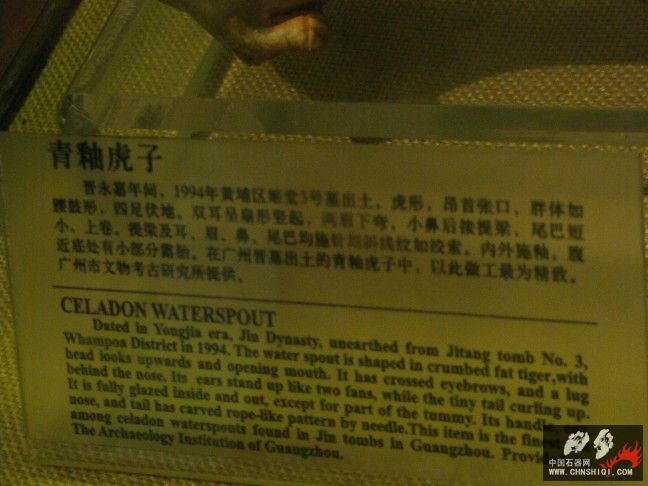 青釉虎子
晋永嘉年间，1994年黄埔区姬堂3号墓出土。虎形，昂首张口，胖体如
腰鼓形，四足伏地。双耳呈扇形竖起，两眉下弯，小鼻后接提梁，尾巴短
小、上卷。提梁及耳、眉、鼻、尾巴均施针刻斜线纹如绞索。内外施釉，腹
近底处有小部分露胎。在广州晋墓出土的青釉虎子中，以此做工最为精致。
广州市文物考古研究所提供。
CELADON WATERSPOUT
Dated in Yongjia era, Jin Dynasty, unearthed from Jitang tomb No. 3,
Whampoa District in 1994. The water spout is shaped in crumbed fat tiger,with
head looks upwards and opening mouth. It has crossed eyebrows, and a lug
behind the nose. Its ears stand up like two fans, while the tiny tail curling up.
It is fully glazed inside and out, except for part of the tummy. Its handle,
nose, and tail has carved rope-like pattern by needle.This item is the finest
among celadon waterspouts found in Jin tombs in Guangzhou.
The Archaeology Institution of Guangzhou.
中国石器网
WWW.CHNSHIQI.COM